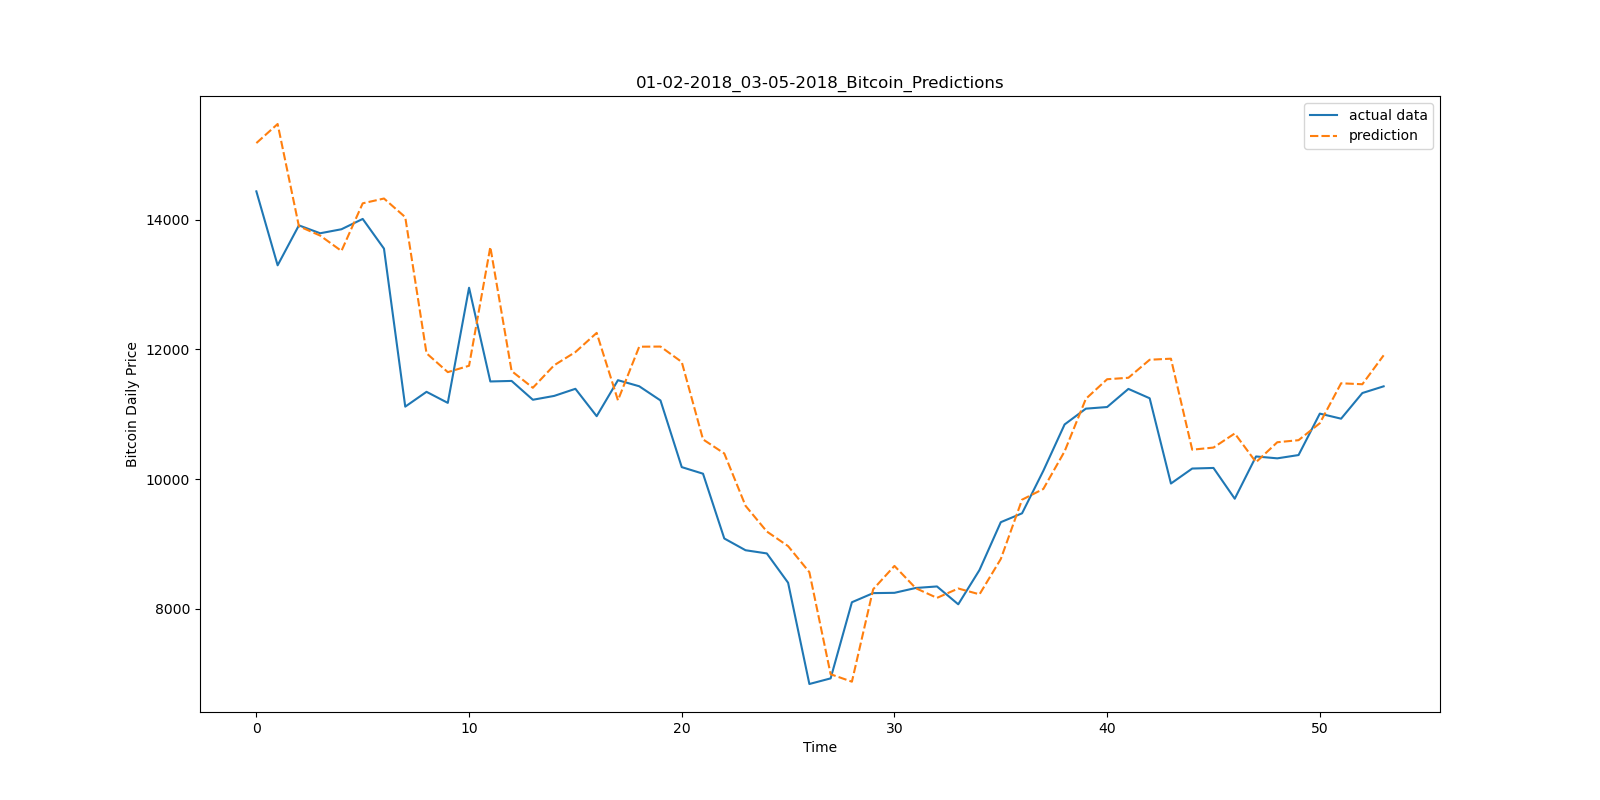 01-02-2018_03-05-2018_Bitcoin_Predictions
actual data
prediction
Bitcoin Daily Price
14000
12000
10000
8000
0 10 20 30 40 50
Time